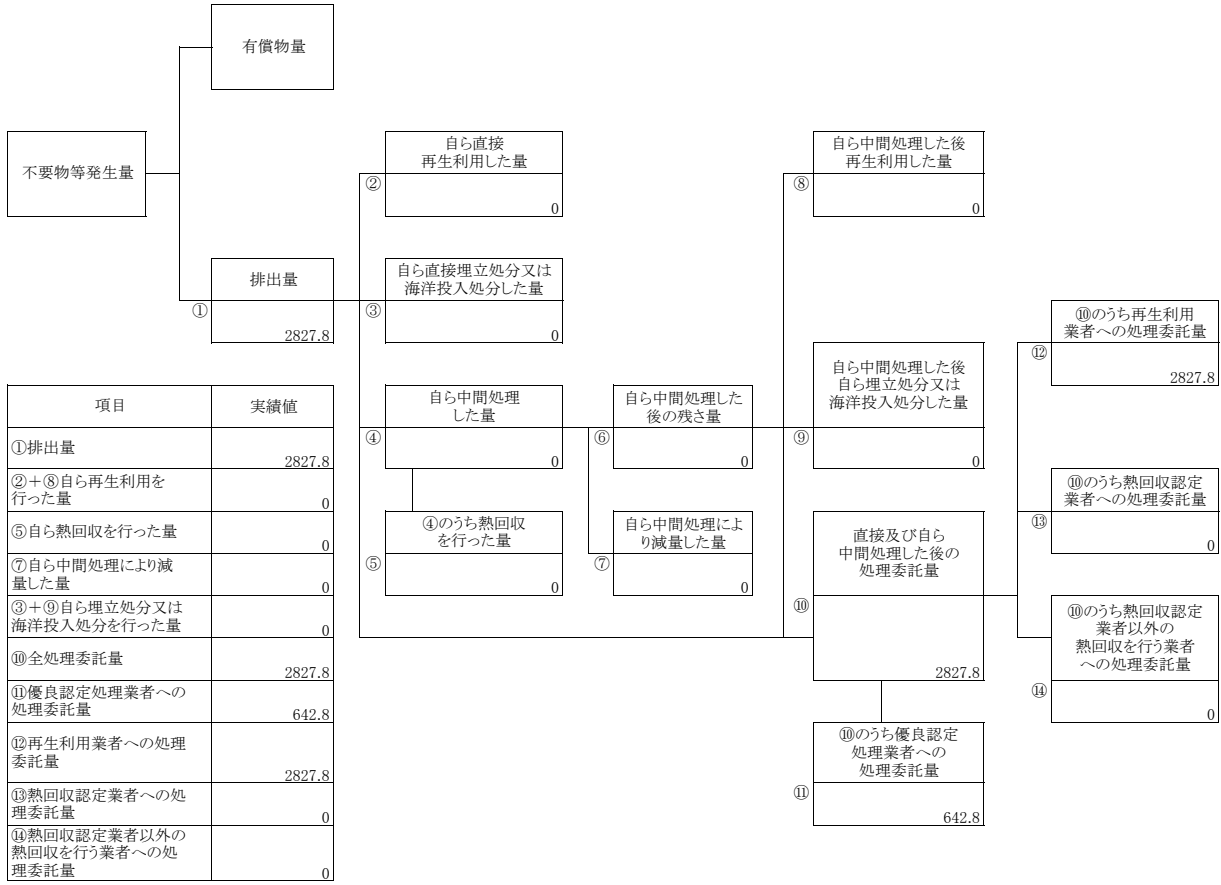 有償物量
不要物等発生量
自ら直接
再生利用した量
②
0
自ら中間処理した後
再生利用した量
⑧
0
排出量
①
2827.8
自ら直接埋立処分又は
海洋投入処分した量
③
0
⑩のうち再生利用
業者への処理委託量
⑫
2827.8
自ら中間処理
した量
④
0
自ら中間処理した
後の残さ量
⑥
0
自ら中間処理した後
自ら埋立処分又は
海洋投入処分した量
⑨
0
⑩のうち熱回収認定
業者への処理委託量
⑬
0
④のうち熱回収
を行った量
⑤
0
自ら中間処理によ
り減量した量
⑦
0
直接及び自ら
中間処理した後の
処理委託量
⑩
2827.8
⑩のうち熱回収認定
業者以外の
熱回収を行う業者
への処理委託量
⑭
0
⑩のうち優良認定
処理業者への
処理委託量
⑪
642.8
項目 実績値
①排出量
2827.8
②＋⑧自ら再生利用を
行った量
0
⑤自ら熱回収を行った量
0
⑦自ら中間処理により減
量した量
0
③＋⑨自ら埋立処分又は
海洋投入処分を行った量
0
⑩全処理委託量
2827.8
⑪優良認定処理業者への
処理委託量
642.8
⑫再生利用業者への処理
委託量
2827.8
⑬熱回収認定業者への処
理委託量
0
⑭熱回収認定業者以外の
熱回収を行う業者への処
理委託量
0